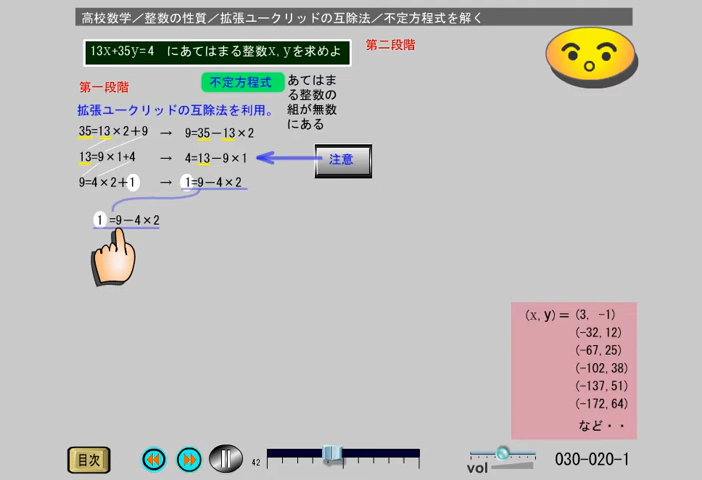 高校数学／整数の性質／拡張ユークリッドの互除法／不定方程式を解く
13x+35y=4　にあてはまる整数x, yを求めよ
第二段階
第一段階
不定方程式
あてはま
る整数の
組が無数
にある
拡張ユークリッドの互除法を利用。
35=13×2+9　→　9=35−13×2
13=9×1+4　→　4=13−9×1
注意
9=4×2+1　→　1=9−4×2
1 =9−4×2
(x, y)＝ (3, -1)
(-32, 12)
(-67, 25)
(-102, 38)
(-137, 51)
(-172, 64)
など・・
目次
42
vol
030-020-1